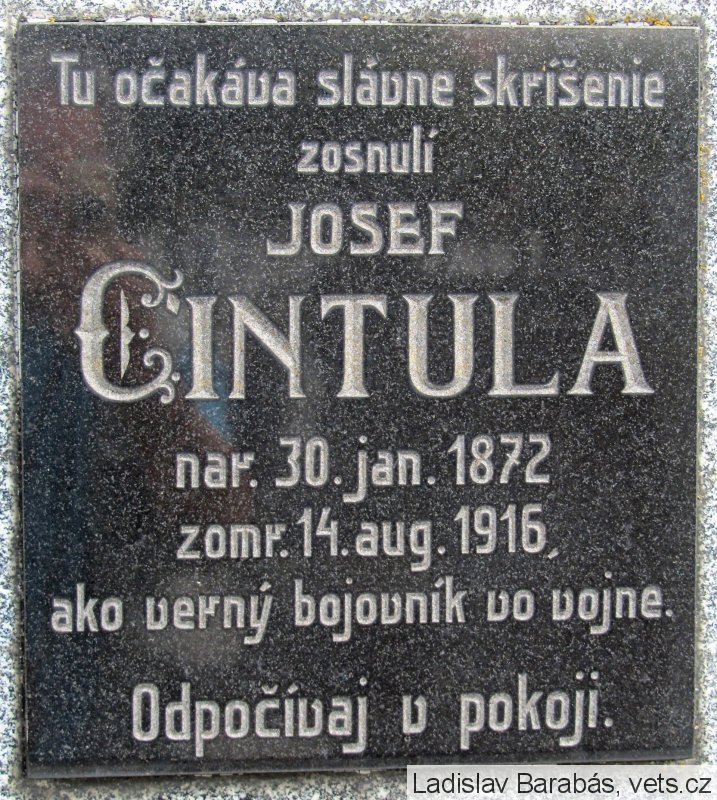 Tu očakáva slávne skríšenie
zosnulí
JOSEF
CINTULA
nar. 30. jan. 1872
zomr. 14. aug. 1916,
ako verný bojovník vo vojne.
Odpočívaj v pokoji.
Ladislav Barabás, vets.cz